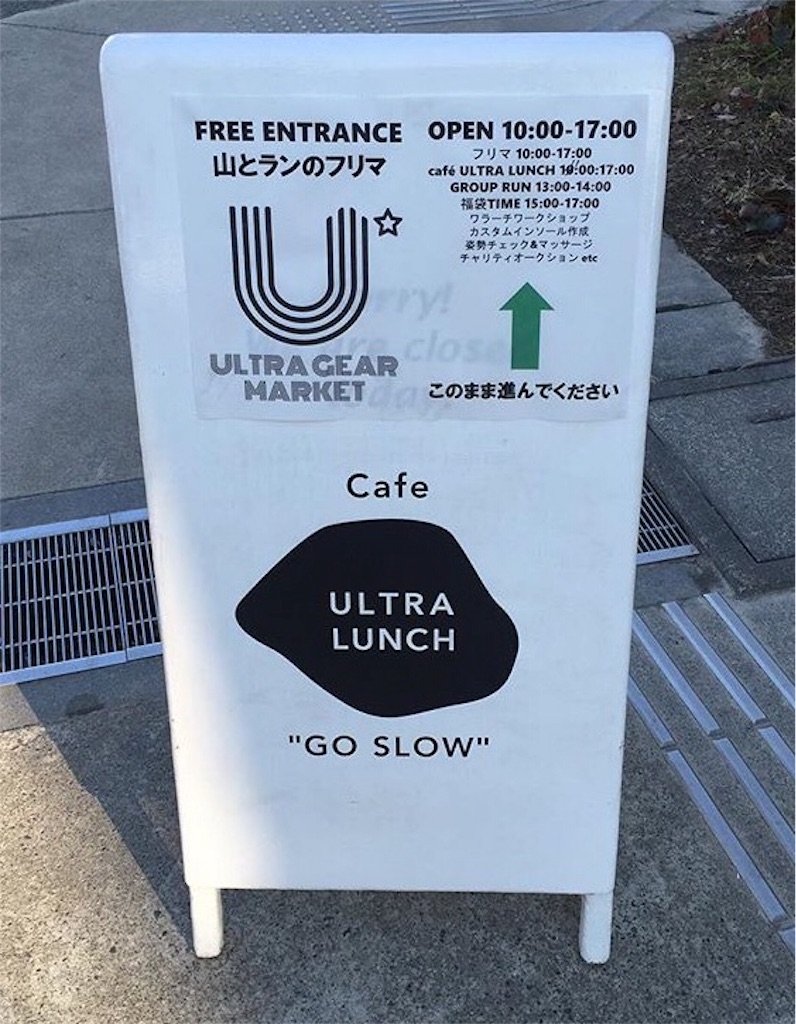 FREE ENTRANCE
山とランのフリマ
U
ULTRA GEAR
MARKET
OPEN 10:00-17:00
フリマ 10:00-17:00
café ULTRA LUNCH :00:17:00
GROUP RUN 13:00-14:00
福袋TIME 15:00-17:00
ワラーチワークショップ
カスタムインソール作成
姿勢チェック&マッサージ
チャリティオークション etc
このまま進んでください
Cafe
ULTRA
LUNCH
"GO SLOW"